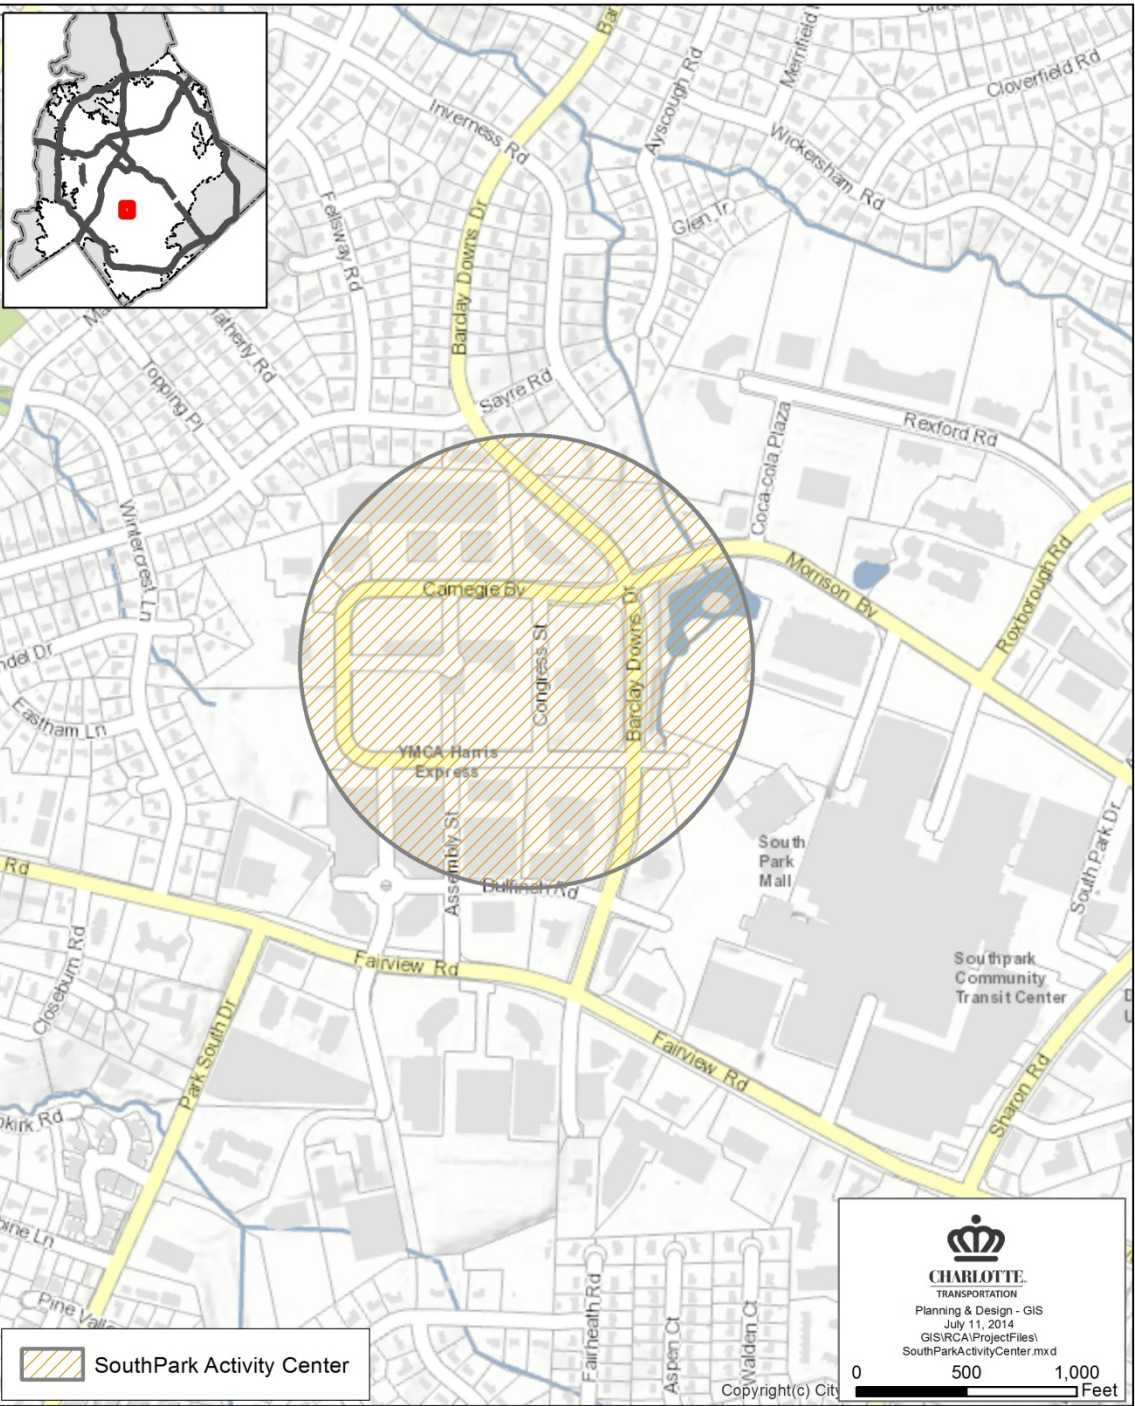 Inverness Rd
Ayscough Rd
Cloverfield Rd
Wickersham Rd
Glen Tr
Fellsway Rd
Barclay Downs Dr
Topping Pl
Sayre Rd
Rexford Rd
Coca-cola Plaza
Wintercrest Ln
Carnegie Bv
Morrison Bv
Roxborough Rd
Congress St
Barclay Downs Dr
Eastham Ln
YMCA Harris
Express
South
Park
Mall
South Park Dr
Rd
Assembly St
Bulfinch Rd
Fairview Rd
Southpark
Community
Transit Center
Closeburn Rd
Park South Dr
Fairview Rd
Sharon Rd
Fairheath Rd
Aspen Ct
Walden Ct
CHARLOTTE.
TRANSPORTATION
Planning & Design - GIS
July 11, 2014
GIS\RCA\ProjectFiles\
SouthParkActivityCenter.mxd
0 500 1,000
Feet
SouthPark Activity Center
Copyright(c) City